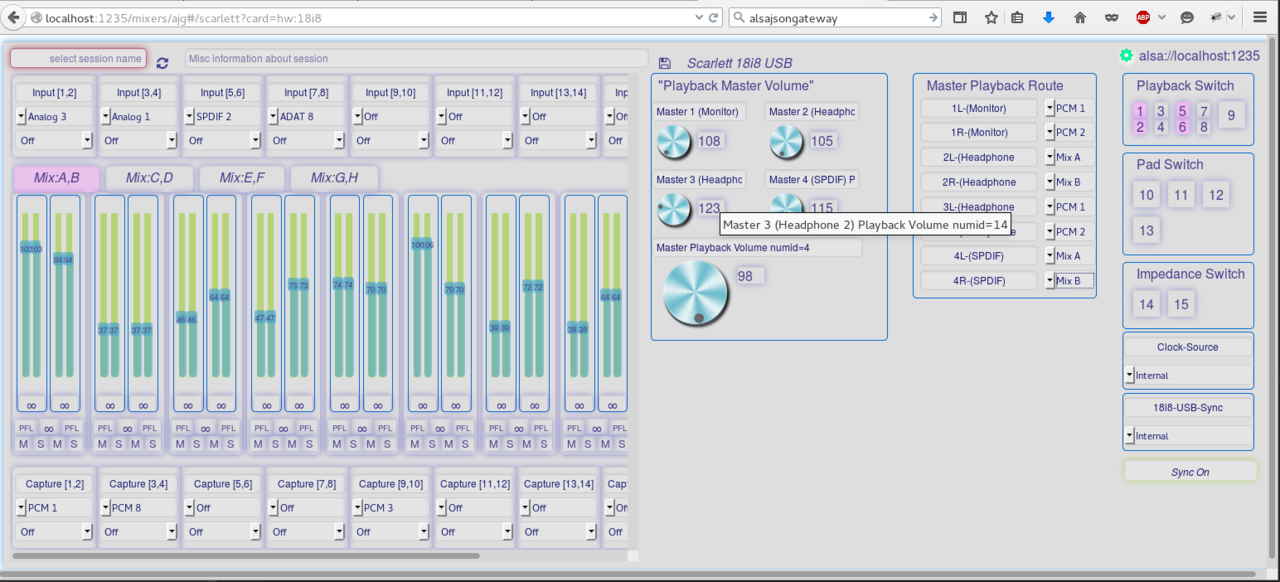 localhost:1235/mixers/ajg#/scarlett?card=hw:18i8
alsajsongateway
ABP
select session name
Misc information about session
Scarlett 18i8 USB
alsa://localhost:1235
Input [1,2] Input [3,4] Input [5,6] Input [7,8] Input [9,10] Input [11,12] Input [13,14] Inp
Analog 3 Analog 1 SPDIF 2 ADAT 8 Off Off Off
Off Off Off Off Off Off Off
Mix:A,B Mix:C,D Mix:E,F Mix:G,H
103 103 94 94 37 37 37 37 46 46 64 64 47 47 73 73 74 74 70 70 106 106 70 70 39 39 72 72 38 38 64 64
∞ ∞ ∞ ∞ ∞ ∞ ∞ ∞ ∞ ∞ ∞ ∞ ∞ ∞ ∞ ∞
PFL ∞ PFL PFL ∞ PFL PFL ∞ PFL PFL ∞ PFL PFL ∞ PFL PFL ∞ PFL PFL ∞ PFL PFL ∞ PFL
M S M S M S M S M S M S M S M S M S M S M S M S M S M S M S M S
Capture [1,2] Capture [3,4] Capture [5,6] Capture [7,8] Capture [9,10] Capture [11,12] Capture [13,14] Capt
PCM 1 PCM 8 Off Off PCM 3 Off Off Off
Off Off Off Off Off Off Off Off
"Playback Master Volume"
Master 1 (Monitor) Master 2 (Headphc
108 105
Master 3 (Headphc Master 4 (SPDIF) P
123 115
Master 3 (Headphone 2) Playback Volume numid=14
Master Playback Volume numid=4
98
Master Playback Route
1L-(Monitor) PCM 1
1R-(Monitor) PCM 2
2L-(Headphone Mix A
2R-(Headphone Mix B
3L-(Headphone PCM 1
PCM 2
4L-(SPDIF) Mix A
4R-(SPDIF) Mix B
Playback Switch
1 3 5 7 9
2 4 6 8
Pad Switch
10 11 12
13
Impedance Switch
14 15
Clock-Source
Internal
18i8-USB-Sync
Internal
Sync On